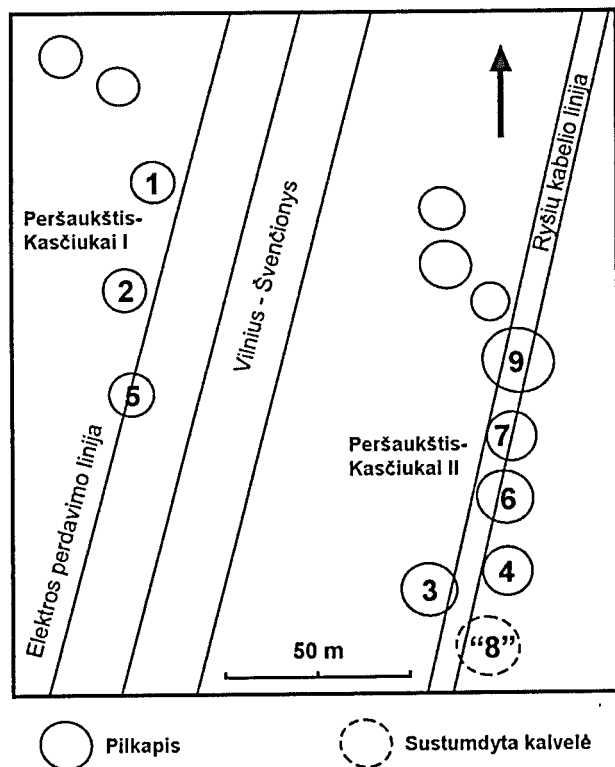 1
Peršaukštis-
Kasčiukai I
2
5
Elektros perdavimo linija
Vilnius - Švenčionys
Ryšių kabelio linija
9
7
Peršaukštis-
Kasčiukai II
6
4
3
“8”
50 m
Pilkapis
Sustumdyta kalvelė